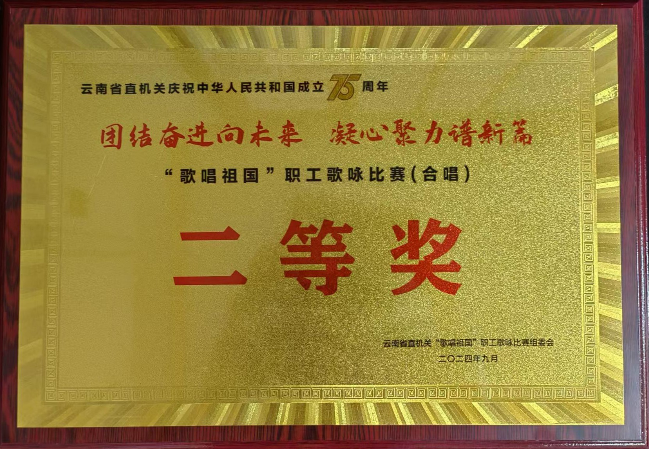 云南省直机关庆祝中华人民共和国成立75周年
团结奋进向未来 凝心聚力谱新篇
“歌唱祖国”职工歌咏比赛(合唱)
二等奖
云南省直机关“歌唱祖国”职工歌咏比赛组委会
二〇二四年九月